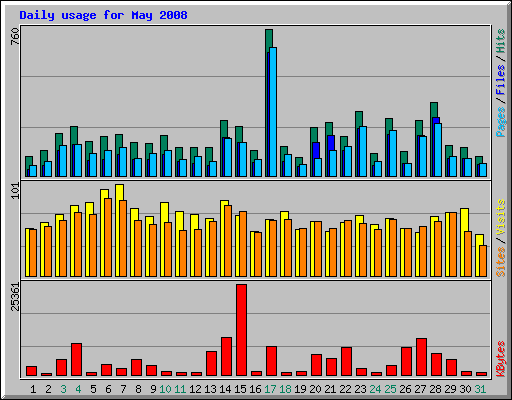 Daily usage for May 2008
760
Pages / Files / Hits
101
Sites / Visits
25361
KBytes
1 2 3 4 5 6 7 8 9 10 11 12 13 14 15 16 17 18 19 20 21 22 23 24 25 26 27 28 29 30 31